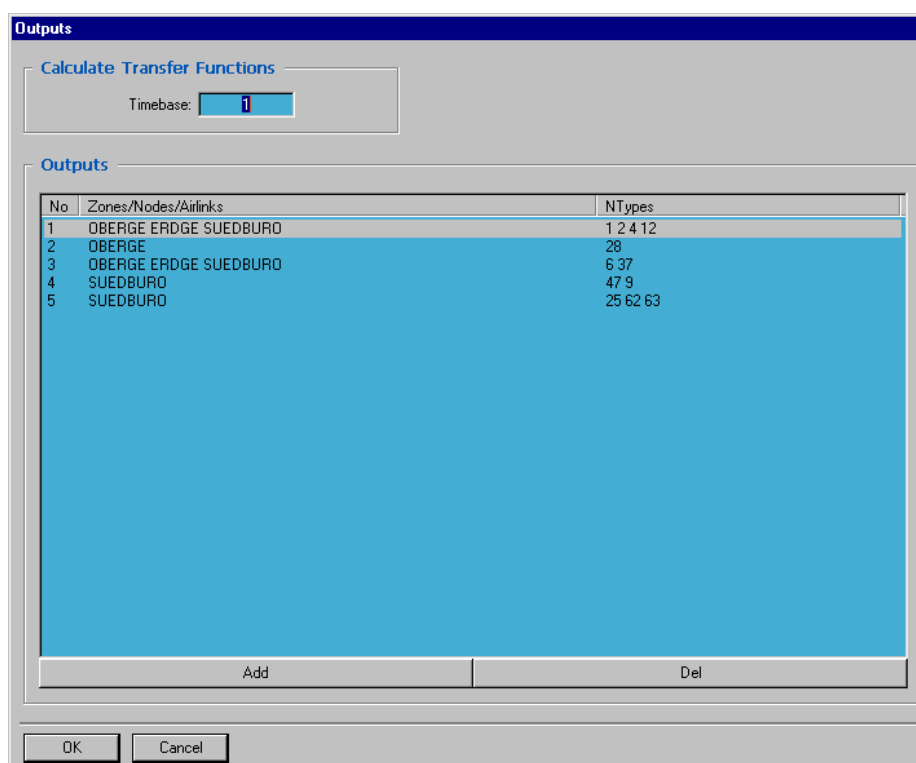 Outputs
Calculate Transfer Functions
Timebase: 1
Outputs
No Zones/Nodes/Airlinks NTypes
1 OBERGE ERDGE SUEDBURO 1 2 4 12
2 OBERGE 28
3 OBERGE ERDGE SUEDBURO 6 37
4 SUEDBURO 47 9
5 SUEDBURO 25 62 63
Add Del
OK Cancel